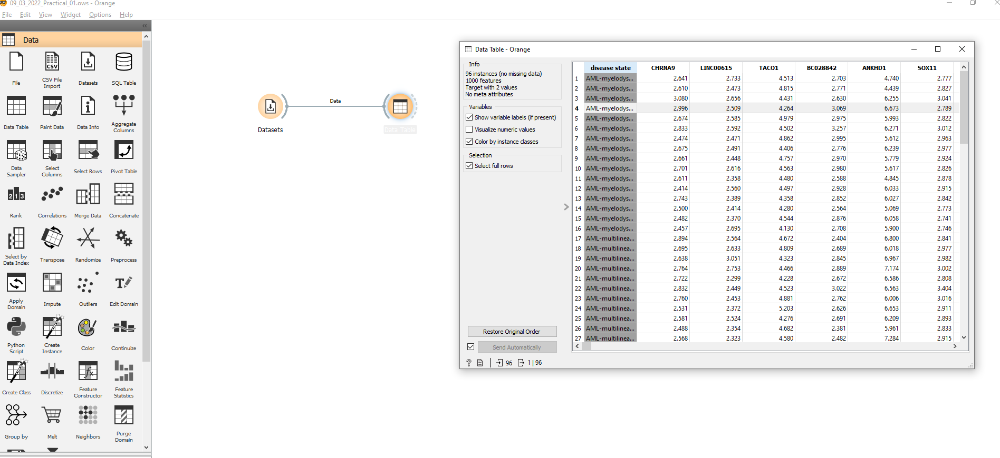 09_03_2022_Practical_01.ows - Orange
File Edit View Widget Options Help
Data
File CSV File Import Datasets SQL Table
Data Table Paint Data Data Info Aggregate Columns
Data Sampler Select Columns Select Rows Pivot Table
Rank Correlations Merge Data Concatenate
Select by Data Index Transpose Randomize Preprocess
Apply Domain Impute Outliers Edit Domain
Python Script Create Instance Color Continuize
Create Class Discretize Feature Constructor Feature Statistics
Group by Melt Neighbors Purge Domain
Datasets
Data
Data Table
Data Table - Orange
Info
96 instances (no missing data)
1000 features
Target with 2 values
No meta attributes
Variables
Show variable labels (if present)
Visualize numeric values
Color by instance classes
Selection
Select full rows
Restore Original Order
Send Automatically
? 96 1 | 96
disease state CHRNA9 LINC00615 TACO1 BC028842 ANKHD1 SOX11
1 AML-myelodys... 2.641 2.733 4.513 2.703 4.740 2.777
2 AML-myelodys... 2.610 2.473 4.815 2.771 4.439 2.827
3 AML-myelodys... 3.080 2.656 4.431 2.630 6.255 3.041
4 AML-myelodys... 2.996 2.509 4.264 3.069 6.673 2.789
5 AML-myelodys... 2.674 2.585 4.979 2.975 5.993 2.822
6 AML-myelodys... 2.833 2.592 4.502 3.257 6.271 3.012
7 AML-myelodys... 2.474 2.471 4.862 2.995 5.612 2.963
8 AML-myelodys... 2.675 2.491 4.406 2.776 6.239 2.977
9 AML-myelodys... 2.661 2.448 4.757 2.970 5.779 2.924
10 AML-myelodys... 2.701 2.616 4.563 2.980 5.617 2.826
11 AML-myelodys... 2.611 2.358 4.480 2.588 4.845 2.878
12 AML-myelodys... 2.414 2.560 4.497 2.928 6.033 2.915
13 AML-myelodys... 2.743 2.389 4.358 2.852 6.027 2.842
14 AML-myelodys... 2.500 2.414 4.280 2.564 5.069 2.773
15 AML-myelodys... 2.482 2.370 4.544 2.876 6.058 2.741
16 AML-myelodys... 2.457 2.695 4.130 2.708 5.900 2.746
17 AML-multilinea... 2.894 2.564 4.672 2.404 6.800 2.841
18 AML-multilinea... 2.695 2.633 4.809 2.689 6.018 2.977
19 AML-multilinea... 2.638 3.051 4.323 2.845 6.967 2.982
20 AML-multilinea... 2.764 2.753 4.466 2.889 7.174 3.002
21 AML-multilinea... 2.722 2.299 4.228 2.672 6.586 2.808
22 AML-multilinea... 2.832 2.449 4.523 3.022 6.563 3.404
23 AML-multilinea... 2.760 2.453 4.881 2.762 6.006 3.016
24 AML-multilinea... 2.531 2.372 5.203 2.626 6.653 2.911
25 AML-multilinea... 2.581 2.524 4.276 2.691 6.209 2.893
26 AML-multilinea... 2.488 2.354 4.682 2.381 5.961 2.833
27 AML-multilinea... 2.568 2.323 4.580 2.482 7.284 2.915